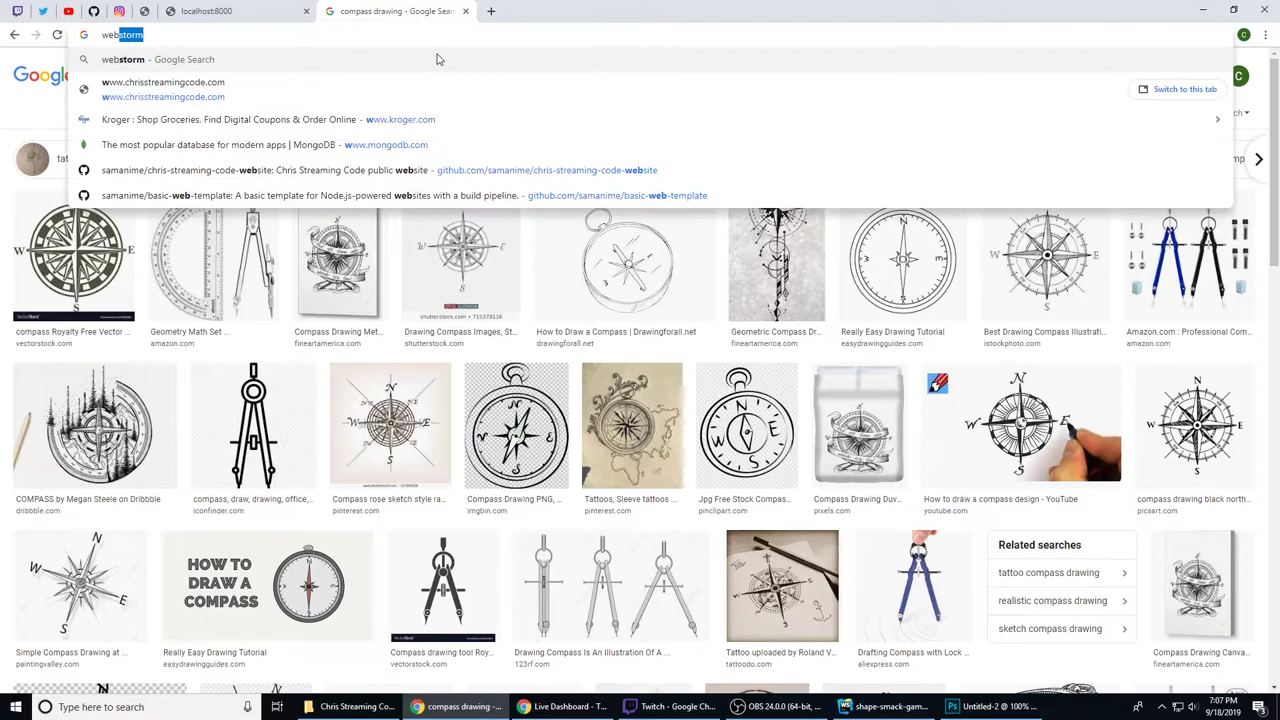 localhost:8000
compass drawing - Google Sear
webstorm
webstorm - Google Search
www.chrisstreamingcode.com
www.chrisstreamingcode.com
Switch to this tab
Kroger : Shop Groceries, Find Digital Coupons & Order Online - www.kroger.com
The most popular database for modern apps | MongoDB - www.mongodb.com
samanime/chris-streaming-code-website: Chris Streaming Code public website - github.com/samanime/chris-streaming-code-website
samanime/basic-web-template: A basic template for Node.js-powered websites with a build pipeline. - github.com/samanime/basic-web-template
compass Royalty Free Vector ...
vectorstock.com
Geometry Math Set ...
amazon.com
Compass Drawing Met...
fineartamerica.com
shutterstock.com • 715370116
Drawing Compass Images, St...
shutterstock.com
How to Draw a Compass | Drawingforall.net
drawingforall.net
Geometric Compass Dr...
fineartamerica.com
Really Easy Drawing Tutorial
easydrawingguides.com
Best Drawing Compass Illustrati...
istockphoto.com
Amazon.com : Professional Com...
amazon.com
COMPASS by Megan Steele on Dribbble
dribbble.com
compass, draw, drawing, office,...
iconfinder.com
Compass rose sketch style ra...
pinterest.com
Compass Drawing PNG, ...
imgbin.com
Tattoos, Sleeve tattoos ...
pinterest.com
Jpg Free Stock Compas...
pinclipart.com
Compass Drawing Duv...
pixels.com
How to draw a compass design - YouTube
youtube.com
compass drawing black north...
picsart.com
HOW TO
DRAW A
COMPASS
Simple Compass Drawing at ...
paintingvalley.com
Really Easy Drawing Tutorial
easydrawingguides.com
Compass drawing tool Roy...
vectorstock.com
Compass Drawing Is An Illustration Of A ...
123rf.com
Tattoo uploaded by Roland V...
tattoodo.com
Drafting Compass with Lock ...
aliexpress.com
Related searches
tattoo compass drawing
realistic compass drawing
sketch compass drawing
Compass Drawing Canva...
fineartamerica.com
Type here to search
Chris Streaming Co...
compass drawing -...
Live Dashboard - T...
Twitch - Google Ch...
OBS 24.0.0 (64-bit, ...
shape-smack-gam...
Untitled-2 @ 100% ...
7:07 PM
9/18/2019